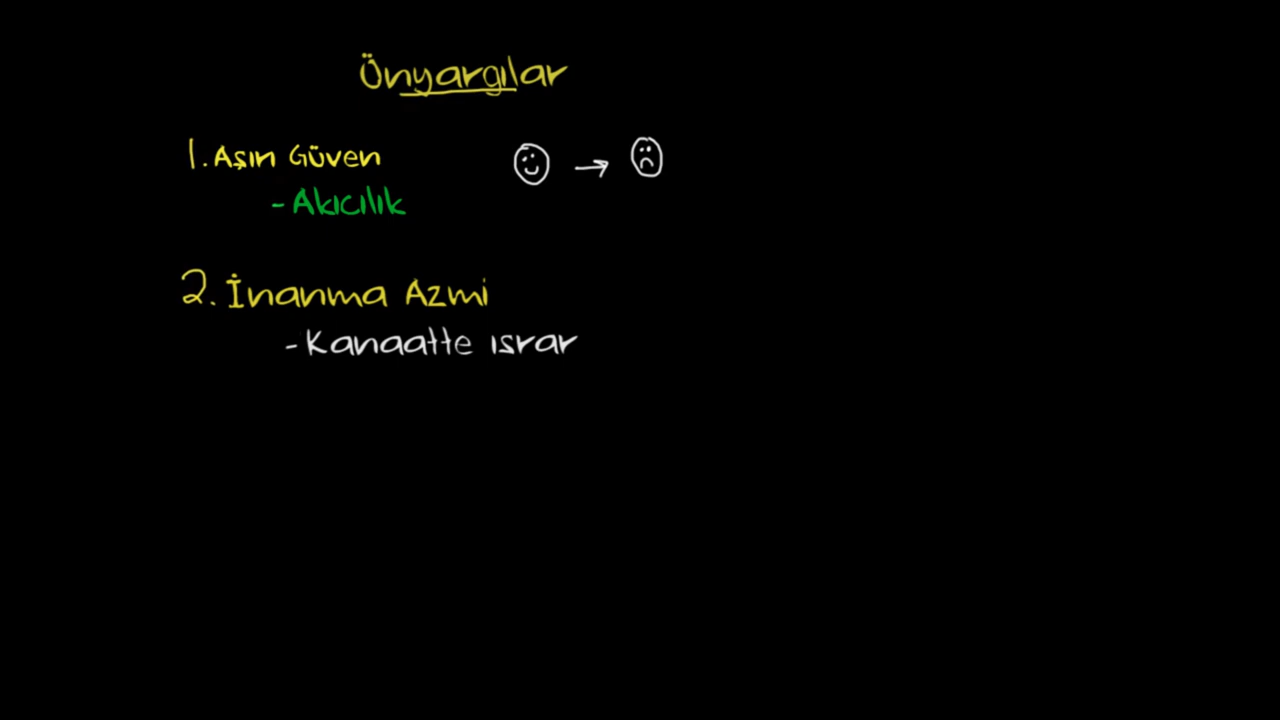 Önyargılar
1. Aşırı Güven
- Akıcılık
2. İnanma Azmi
- Kanaatte ısrar